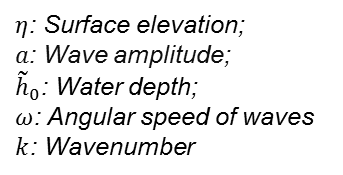 η: Surface elevation;
a: Wave amplitude;
h̃₀: Water depth;
ω: Angular speed of waves
k: Wavenumber